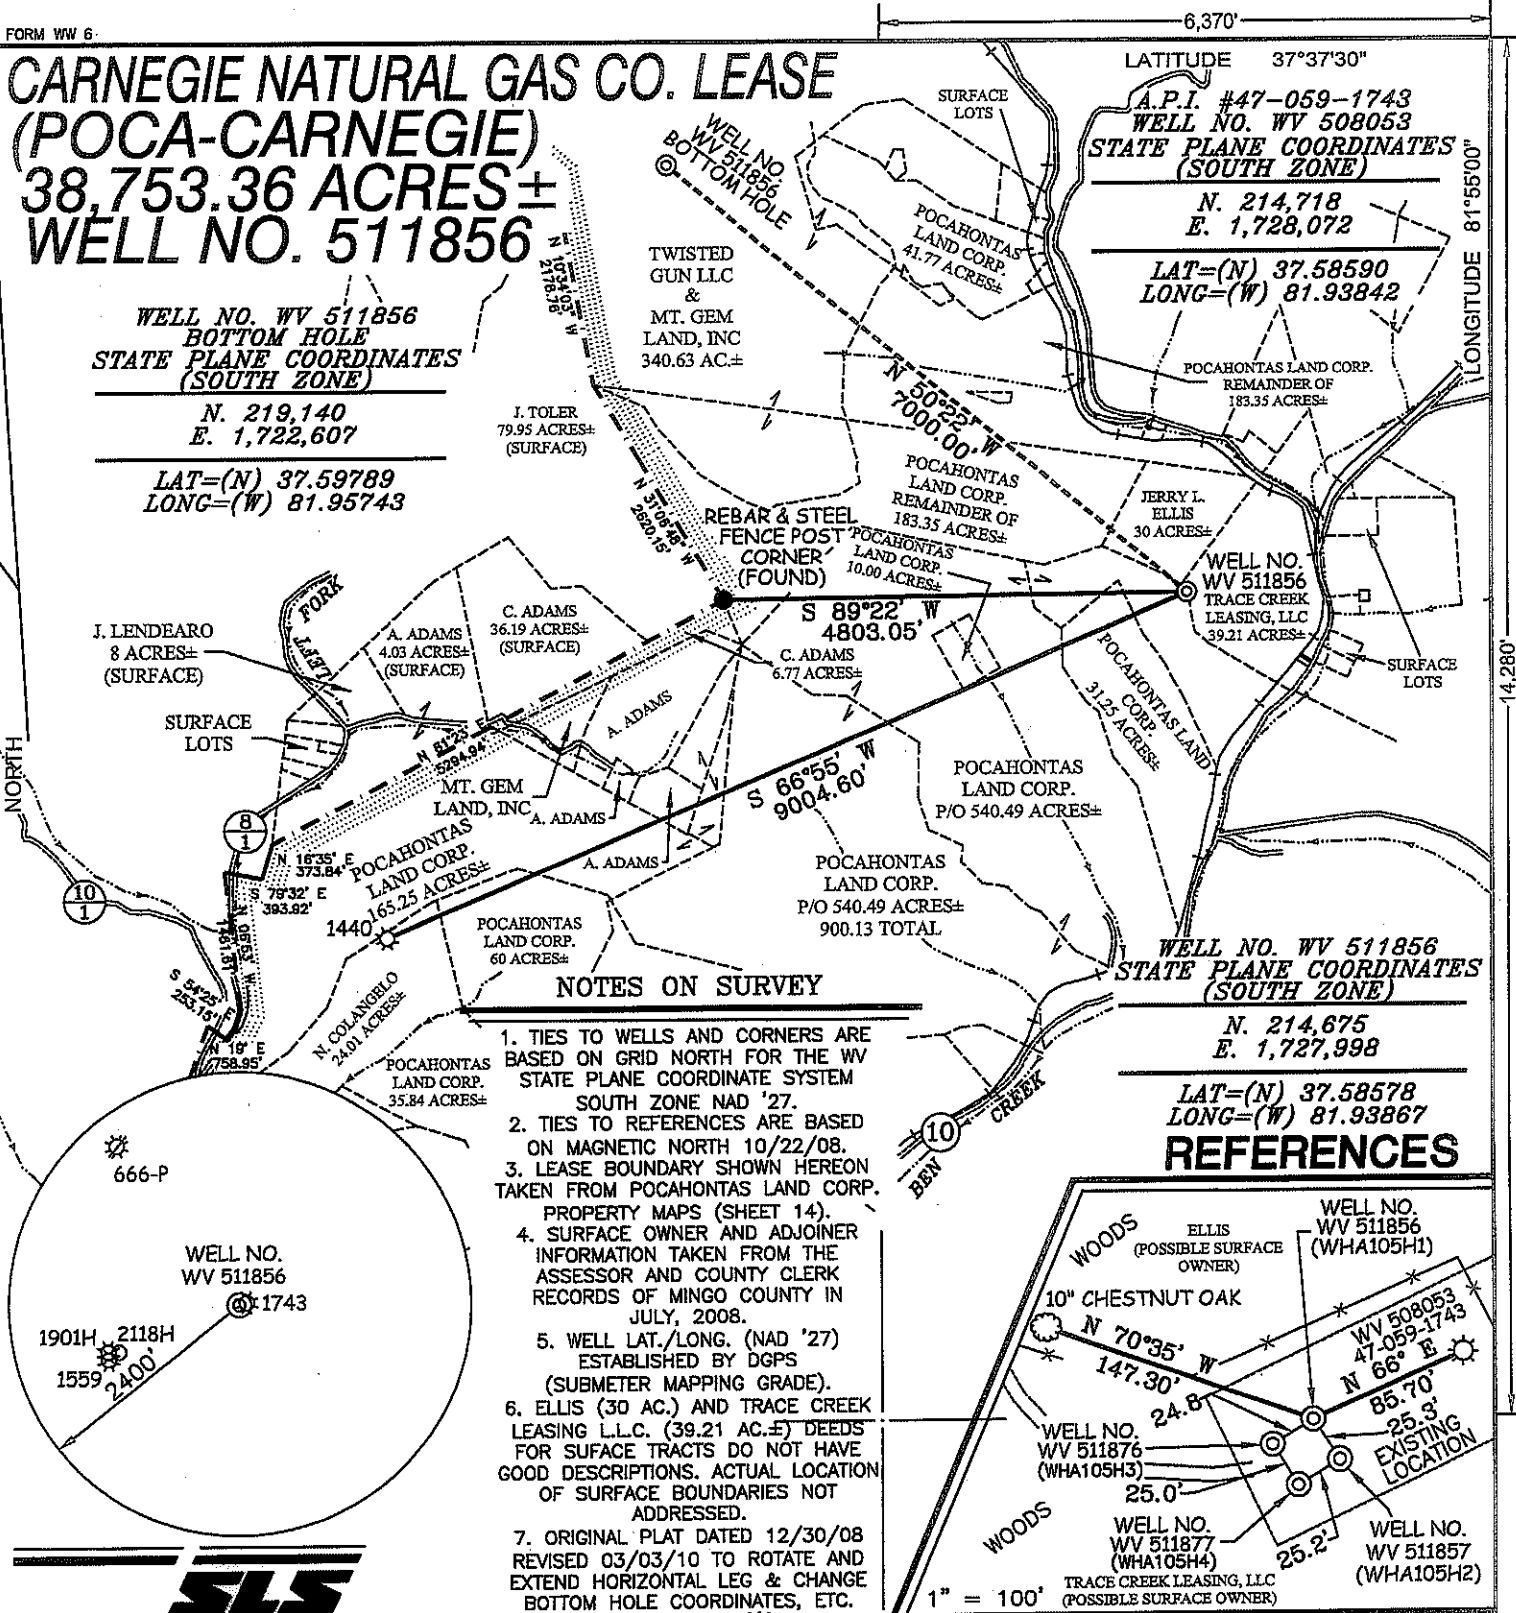 FORM WW 6
6,370'
CARNEGIE NATURAL GAS CO. LEASE
(POCA-CARNEGIE)
38,753.36 ACRES±
WELL NO. 511856
LATITUDE 37°37'30"
A.P.I. #47-059-1743
WELL NO. WV 508053
STATE PLANE COORDINATES
(SOUTH ZONE)
N. 214,718
E. 1,728,072
LAT=(N) 37.58590
LONG=(W) 81.93842
LONGITUDE 81°55'00"
14,280'
SURFACE
LOTS
WELL NO.
WV 511856
BOTTOM HOLE
POCAHONTAS
LAND CORP.
41.77 ACRES±
TWISTED
GUN LLC
&
MT. GEM
LAND, INC
340.63 AC.±
N 10°34'03" W
2178.76
WELL NO. WV 511856
BOTTOM HOLE
STATE PLANE COORDINATES
(SOUTH ZONE)
N. 219,140
E. 1,722,607
LAT=(N) 37.59789
LONG=(W) 81.95743
POCAHONTAS LAND CORP.
REMAINDER OF
183.35 ACRES±
N 50°22' W
7000.00'
J. TOLER
79.95 ACRES±
(SURFACE)
N 31°06'48" W
2620.15'
POCAHONTAS
LAND CORP.
REMAINDER OF
183.35 ACRES±
JERRY L.
ELLIS
30 ACRES±
REBAR & STEEL
FENCE POST
CORNER
(FOUND)
POCAHONTAS
LAND CORP.
10.00 ACRES±
WELL NO.
WV 511856
TRACE CREEK
LEASING, LLC
39.21 ACRES±
S 89°22' W
4803.05'
LEFT FORK
J. LENDEARO
8 ACRES±
(SURFACE)
A. ADAMS
4.03 ACRES±
(SURFACE)
C. ADAMS
36.19 ACRES±
(SURFACE)
C. ADAMS
6.77 ACRES±
SURFACE
LOTS
POCAHONTAS LAND
CORP.
31.25 ACRES±
SURFACE
LOTS
A. ADAMS
N 61°23' E
5294.94'
MT. GEM
LAND, INC
A. ADAMS
A. ADAMS
S 66°55' W
9004.60'
POCAHONTAS
LAND CORP.
P/O 540.49 ACRES±
NORTH
8
1
10
1
N 16°35' E
373.84'
S 79°32' E
393.92'
POCAHONTAS
LAND CORP.
165.25 ACRES±
POCAHONTAS
LAND CORP.
P/O 540.49 ACRES±
900.13 TOTAL
1440
POCAHONTAS
LAND CORP.
60 ACRES±
1461.61'
S 54°25' E
253.15'
N 19° E
758.95'
N. COLANGELO
24.01 ACRES±
POCAHONTAS
LAND CORP.
35.84 ACRES±
WELL NO. WV 511856
STATE PLANE COORDINATES
(SOUTH ZONE)
N. 214,675
E. 1,727,998
LAT=(N) 37.58578
LONG=(W) 81.93867
10
BEN CREEK
NOTES ON SURVEY
1. TIES TO WELLS AND CORNERS ARE
BASED ON GRID NORTH FOR THE WV
STATE PLANE COORDINATE SYSTEM
SOUTH ZONE NAD '27.
2. TIES TO REFERENCES ARE BASED
ON MAGNETIC NORTH 10/22/08.
3. LEASE BOUNDARY SHOWN HEREON
TAKEN FROM POCAHONTAS LAND CORP.
PROPERTY MAPS (SHEET 14).
4. SURFACE OWNER AND ADJOINER
INFORMATION TAKEN FROM THE
ASSESSOR AND COUNTY CLERK
RECORDS OF MINGO COUNTY IN
JULY, 2008.
5. WELL LAT./LONG. (NAD '27)
ESTABLISHED BY DGPS
(SUBMETER MAPPING GRADE).
6. ELLIS (30 AC.) AND TRACE CREEK
LEASING L.L.C. (39.21 AC.±) DEEDS
FOR SUFACE TRACTS DO NOT HAVE
GOOD DESCRIPTIONS. ACTUAL LOCATION
OF SURFACE BOUNDARIES NOT
ADDRESSED.
7. ORIGINAL PLAT DATED 12/30/08
REVISED 03/03/10 TO ROTATE AND
EXTEND HORIZONTAL LEG & CHANGE
BOTTOM HOLE COORDINATES, ETC.
666-P
WELL NO.
WV 511856
1743
1901H
2118H
1559
2400'
SLS
REFERENCES
WOODS
ELLIS
(POSSIBLE SURFACE
OWNER)
WELL NO.
WV 511856
(WHA105H1)
10" CHESTNUT OAK
N 70°35' W
147.30'
WV 508053
47-059-1743
N 66° E
85.70'
24.8
25.3'
EXISTING
LOCATION
WELL NO.
WV 511876
(WHA105H3)
25.0'
WOODS
WELL NO.
WV 511877
(WHA105H4)
25.2'
WELL NO.
WV 511857
(WHA105H2)
TRACE CREEK LEASING, LLC
(POSSIBLE SURFACE OWNER)
1" = 100'